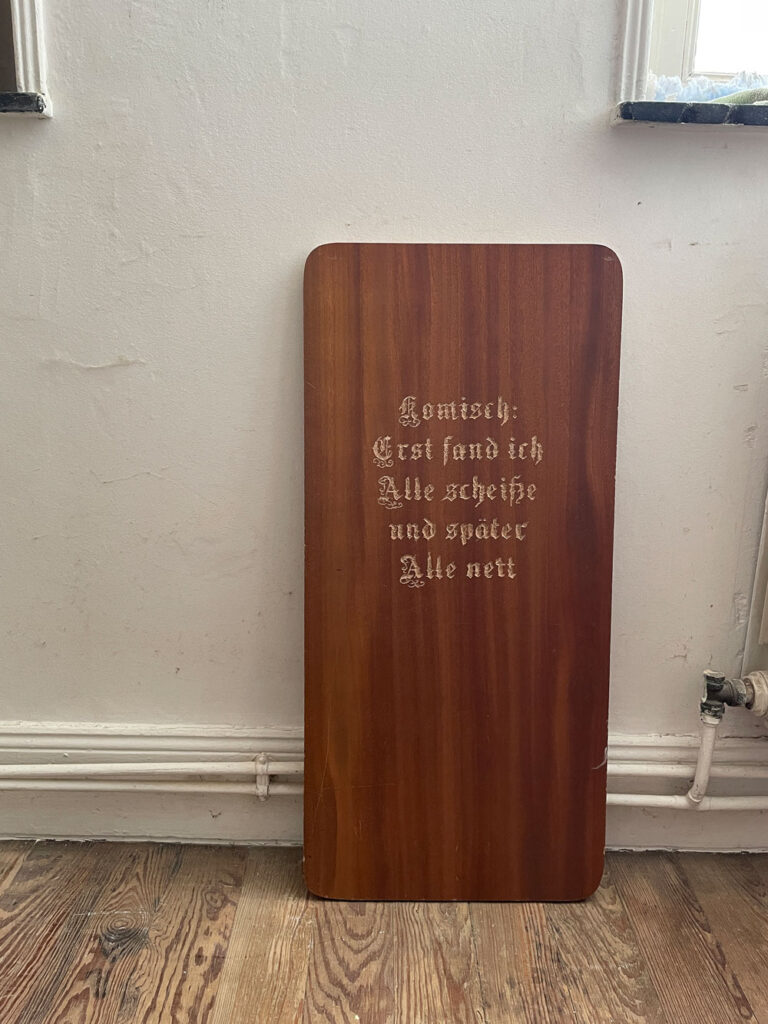 Komisch:
Erst fand ich
Alle scheiße
und später
Alle nett